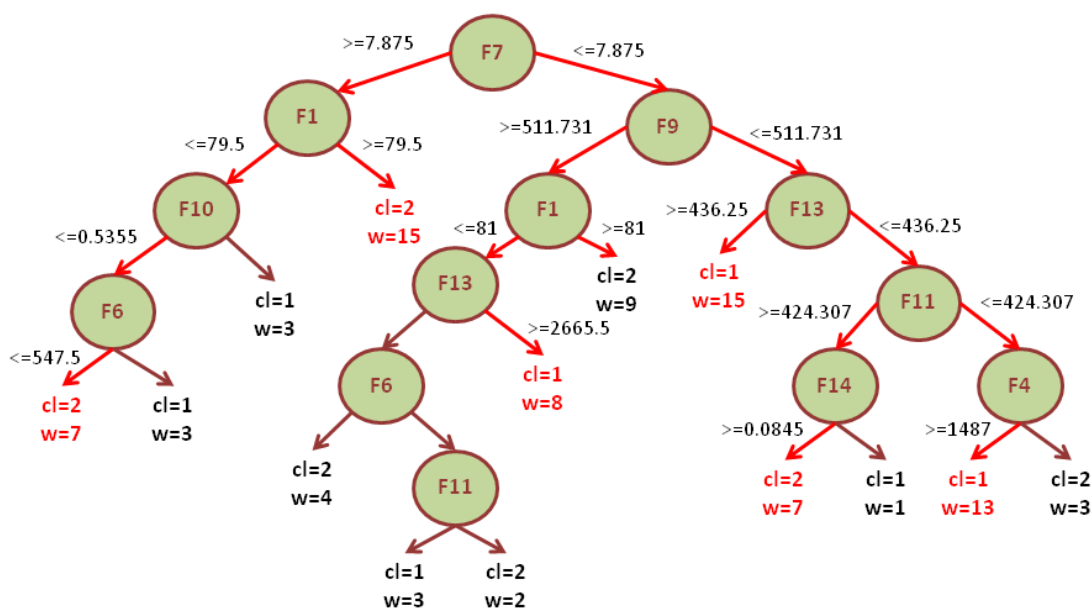 >=7.875
F7
<=7.875
F1
F9
<=79.5
>=79.5
>=511.731
<=511.731
F10
cl=2
w=15
F1
F13
<=0.5355
<=81
>=81
>=436.25
<=436.25
F6
cl=1
w=3
F13
cl=2
w=9
cl=1
w=15
F11
<=547.5
>=2665.5
>=424.307
<=424.307
cl=2
w=7
cl=1
w=3
F6
cl=1
w=8
F14
F4
>=0.0845
>=1487
cl=2
w=4
F11
cl=2
w=7
cl=1
w=1
cl=1
w=13
cl=2
w=3
cl=1
w=3
cl=2
w=2